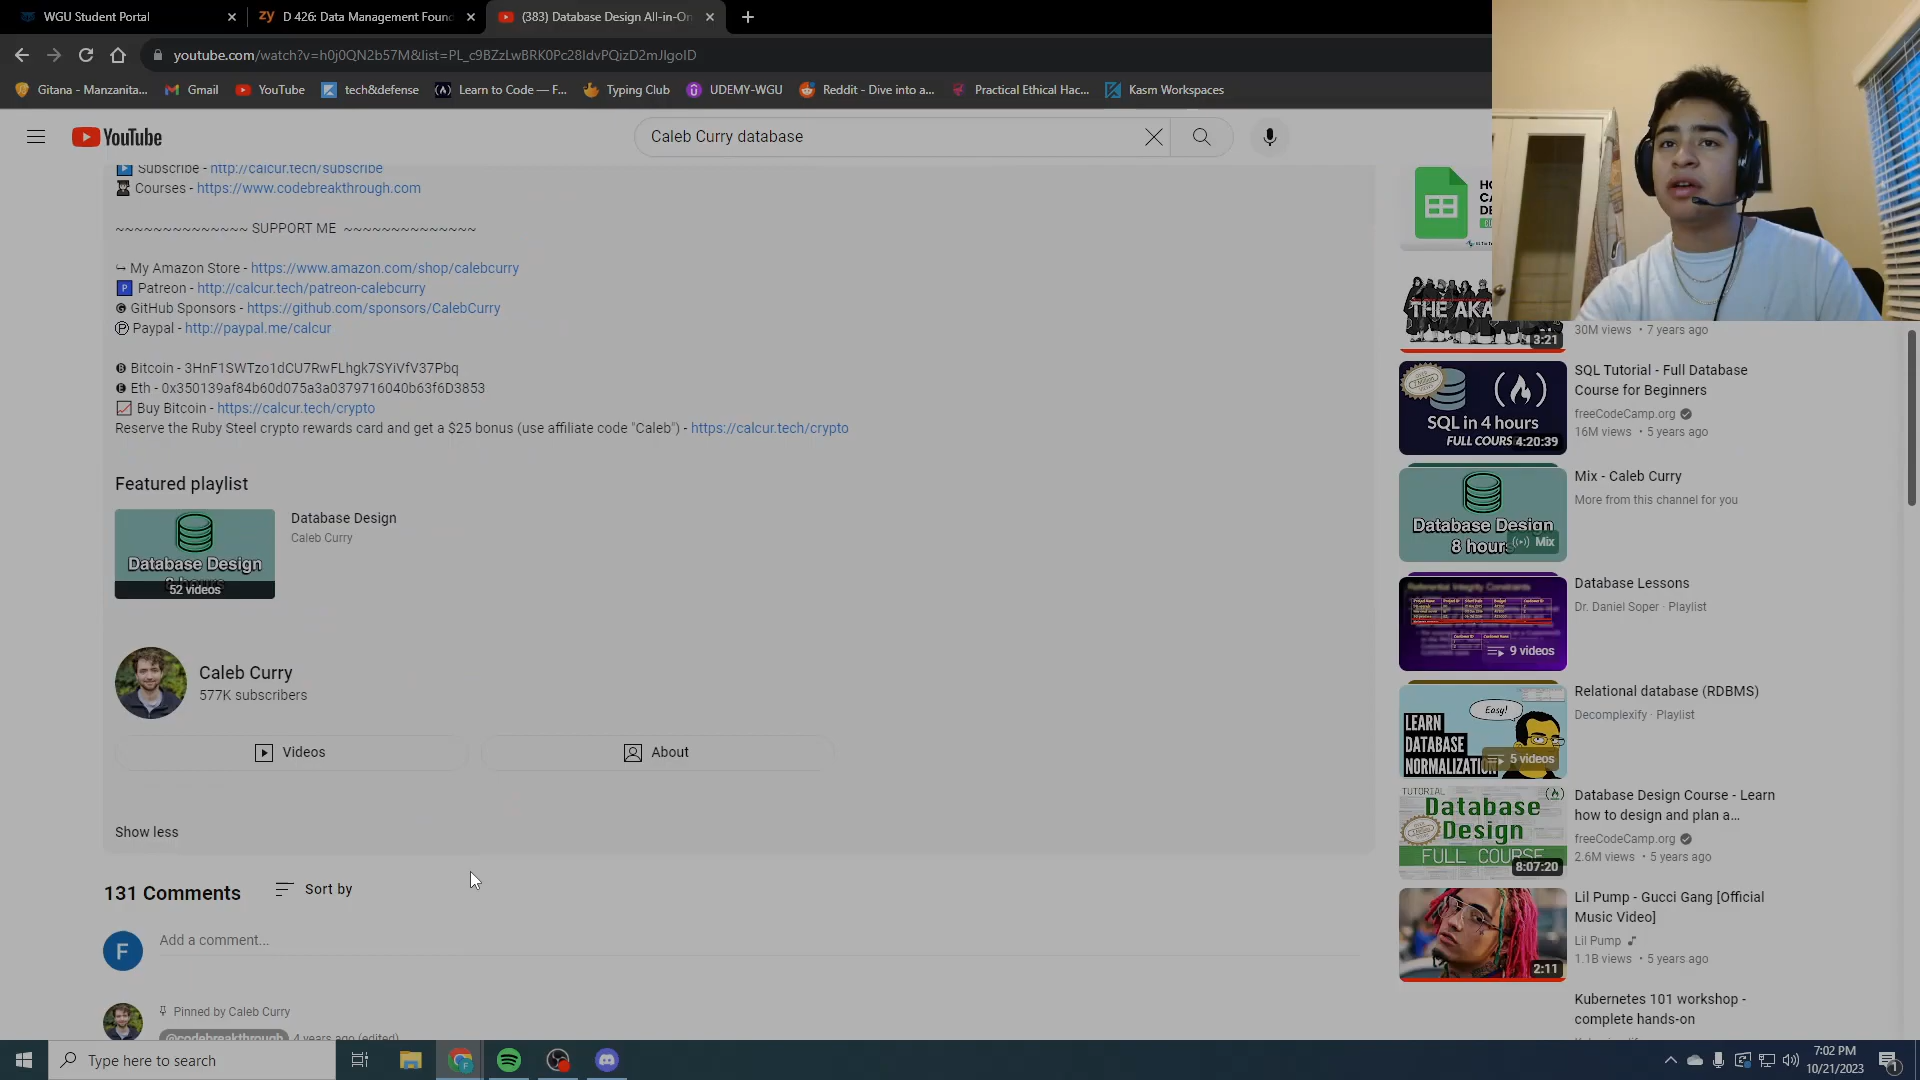 WGU Student Portal
zy D 426: Data Management Foun
(383) Database Design All-in-On
youtube.com/watch?v=h0j0QN2b57M&list=PL_c9BZzLwBRK0Pc28IdvPQizD2mJIgoID
Gitana - Manzanita...
Gmail
YouTube
tech&defense
Learn to Code — F...
Typing Club
UDEMY-WGU
Reddit - Dive into a...
Practical Ethical Hac...
Kasm Workspaces
YouTube
Caleb Curry database
Subscribe - http://calcur.tech/subscribe
Courses - https://www.codebreakthrough.com
~~~~~~~~~~~~~~ SUPPORT ME ~~~~~~~~~~~~~~
↪ My Amazon Store - https://www.amazon.com/shop/calebcurry
P Patreon - http://calcur.tech/patreon-calebcurry
G GitHub Sponsors - https://github.com/sponsors/CalebCurry
P Paypal - http://paypal.me/calcur
B Bitcoin - 3HnF1SWTzo1dCU7RwFLhgk7SYiVfV37Pbq
E Eth - 0x350139af84b60d075a3a0379716040b63f6D3853
Buy Bitcoin - https://calcur.tech/crypto
Reserve the Ruby Steel crypto rewards card and get a $25 bonus (use affiliate code "Caleb") - https://calcur.tech/crypto
Featured playlist
Database Design
52 videos
Database Design
Caleb Curry
Caleb Curry
577K subscribers
Videos
About
Show less
131 Comments
Sort by
F
Add a comment...
Pinned by Caleb Curry
@codebreakthrough 4 years ago (edited)
THE AKA
3:21
30M views • 7 years ago
SQL in 4 hours
FULL COURS
4:20:39
SQL Tutorial - Full Database
Course for Beginners
freeCodeCamp.org
16M views • 5 years ago
Database Design
8 hours
Mix
Mix - Caleb Curry
More from this channel for you
9 videos
Database Lessons
Dr. Daniel Soper · Playlist
Easy!
LEARN
DATABASE
NORMALIZATION
5 videos
Relational database (RDBMS)
Decomplexify · Playlist
TUTORIAL
Database
Design
FULL COURSE
8:07:20
Database Design Course - Learn
how to design and plan a...
freeCodeCamp.org
2.6M views • 5 years ago
2:11
Lil Pump - Gucci Gang [Official
Music Video]
Lil Pump
1.1B views • 5 years ago
Kubernetes 101 workshop -
complete hands-on
Type here to search
7:02 PM
10/21/2023
1